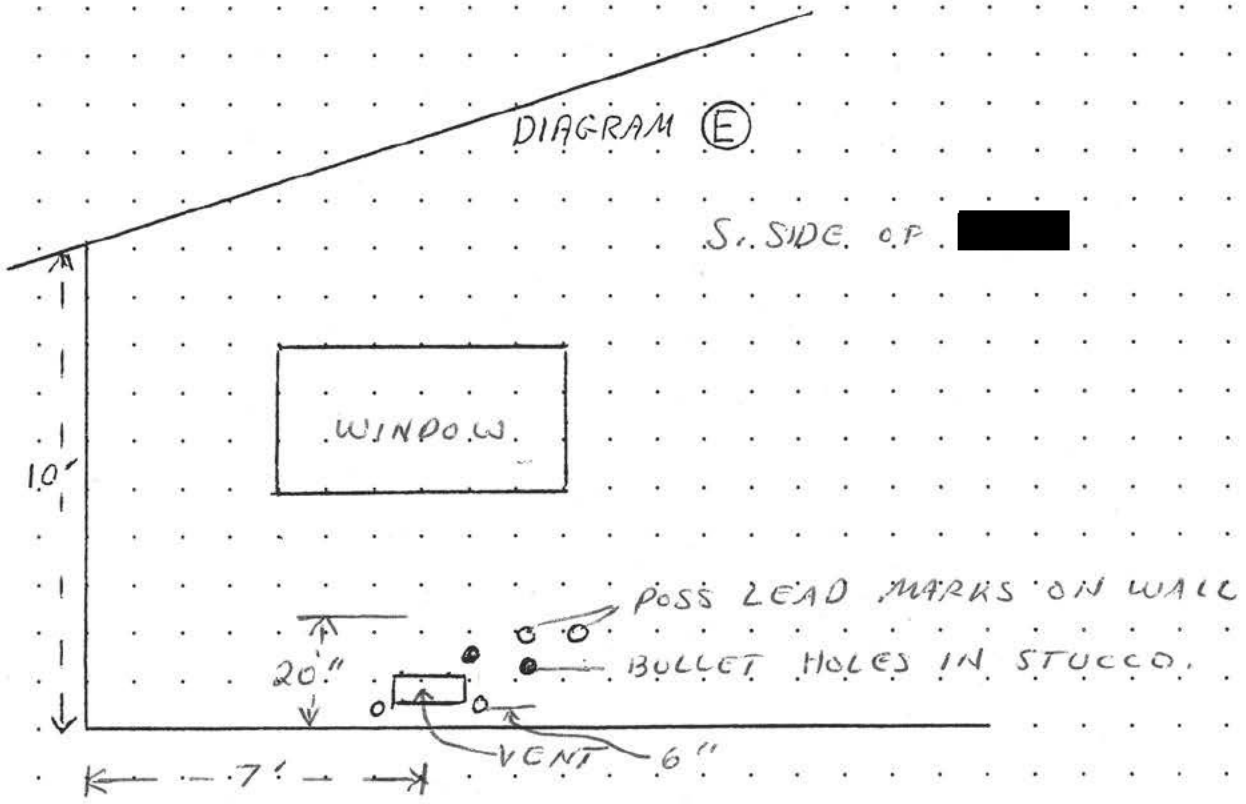 DIAGRAM E
S. SIDE OF
WINDOW
10'
POSS LEAD MARKS ON WALL
20"
BULLET HOLES IN STUCCO.
VENT
6"
7'